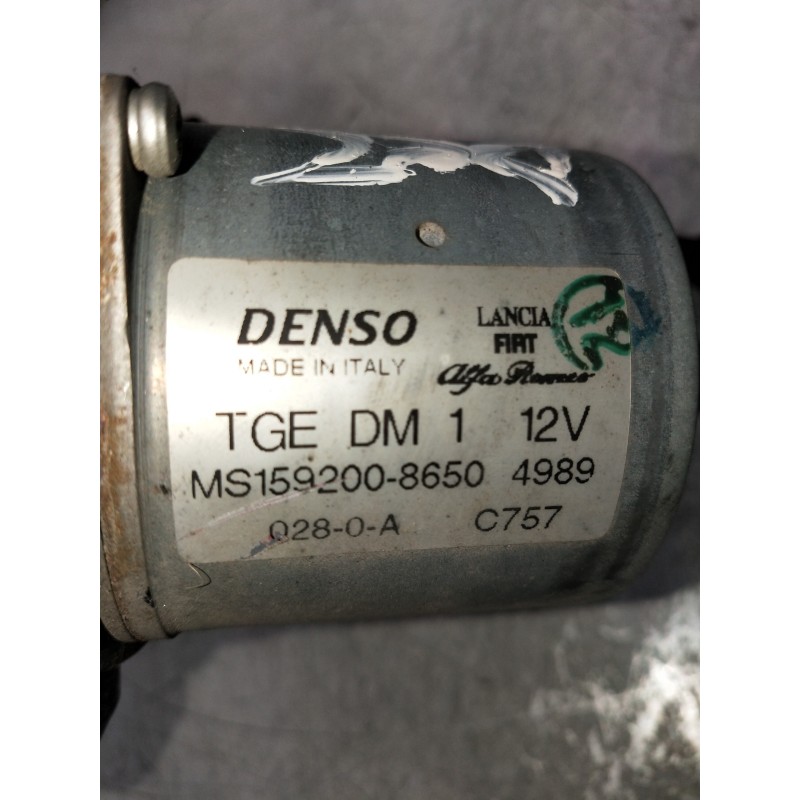 DENSO
MADE IN ITALY
LANCIA
FIAT
Alfa Romeo
TGE DM 1 12V
MS159200-8650 4989
028-0-A C757